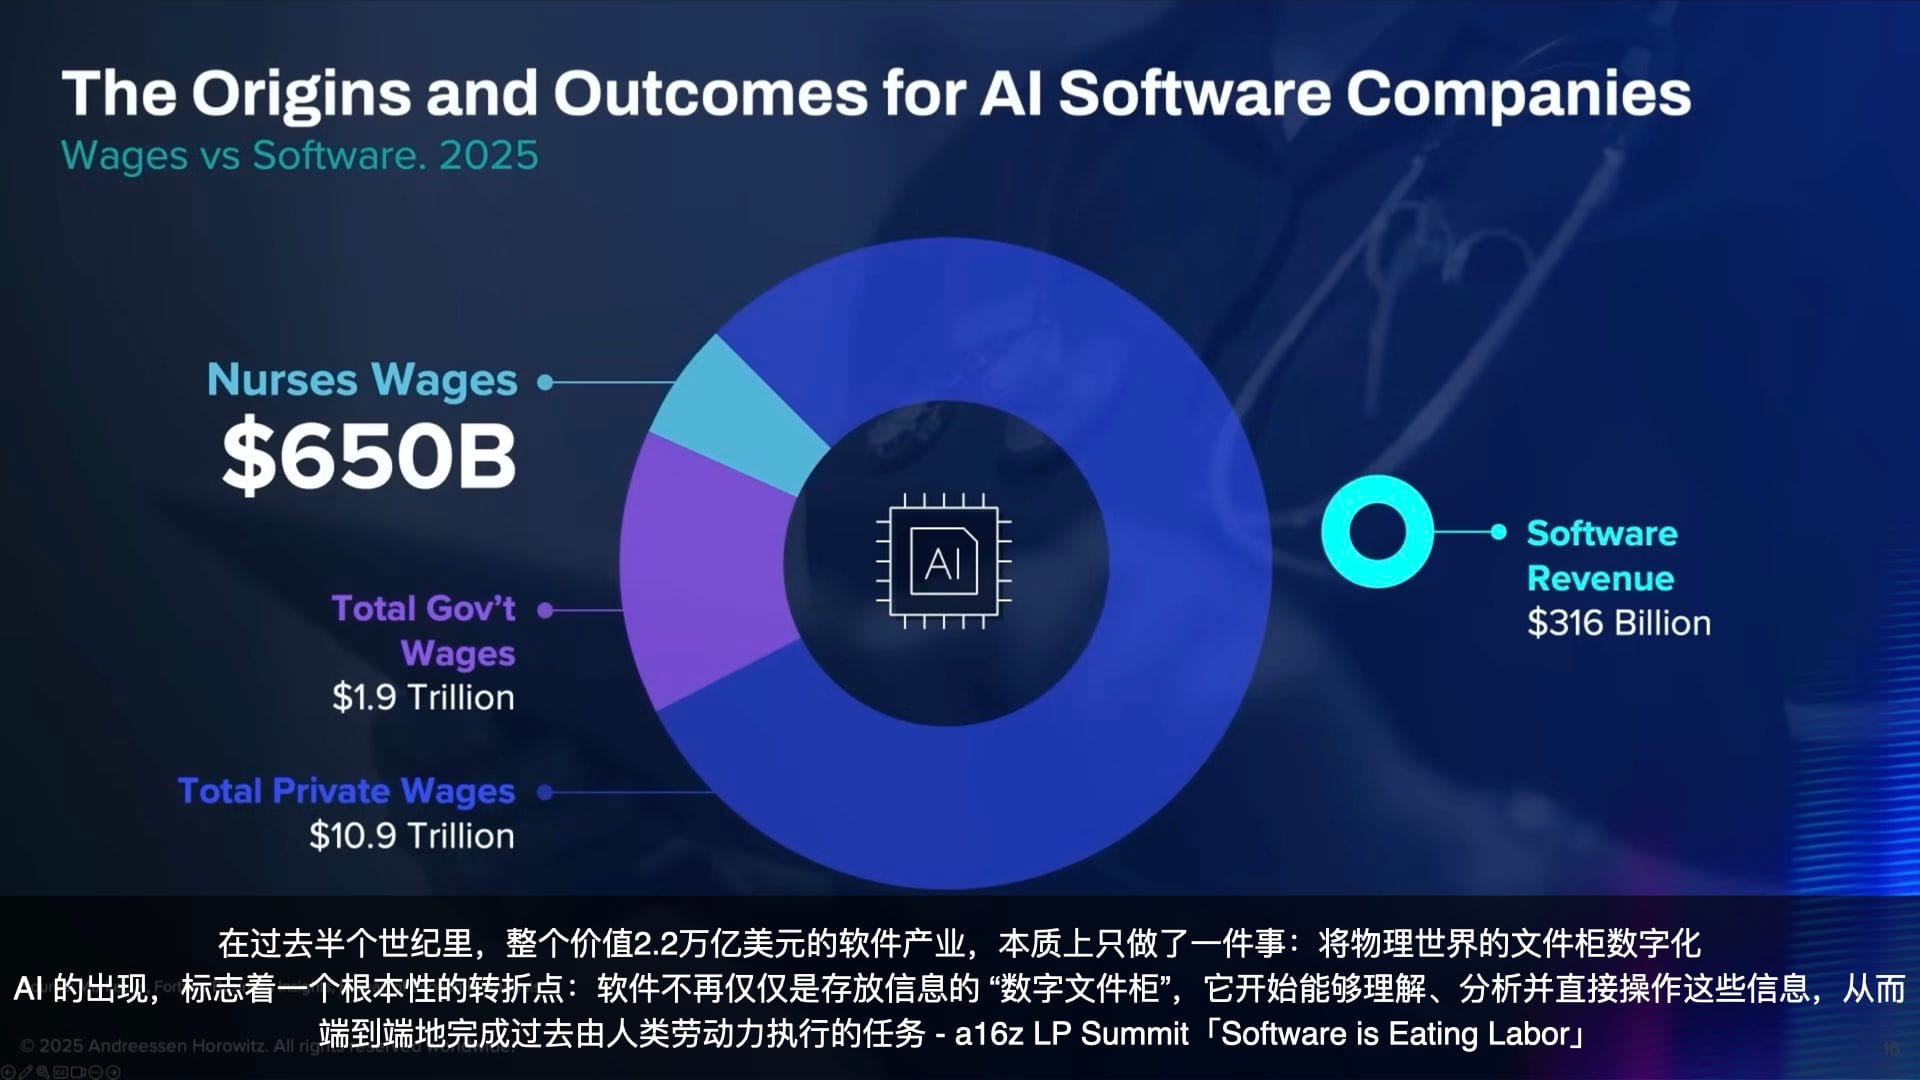 The Origins and Outcomes for AI Software Companies
Wages vs Software. 2025
Nurses Wages
$650B
Total Gov't
Wages
$1.9 Trillion
Total Private Wages
$10.9 Trillion
AI
Software
Revenue
$316 Billion
在过去半个世纪里，整个价值2.2万亿美元的软件产业，本质上只做了一件事：将物理世界的文件柜数字化
AI 的出现，标志着一个根本性的转折点：软件不再仅仅是存放信息的 “数字文件柜”，它开始能够理解、分析并直接操作这些信息，从而
端到端地完成过去由人类劳动力执行的任务 - a16z LP Summit「Software is Eating Labor」
© 2025 Andreessen Horowitz. All rights reserved worldwide.
16